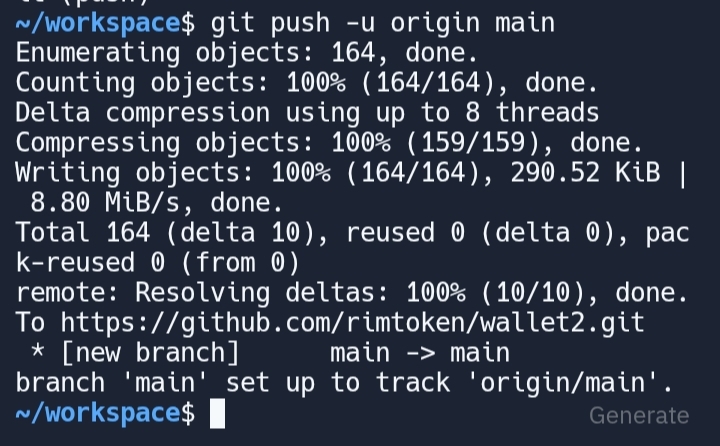 ~/workspace$ git push -u origin main
Enumerating objects: 164, done.
Counting objects: 100% (164/164), done.
Delta compression using up to 8 threads
Compressing objects: 100% (159/159), done.
Writing objects: 100% (164/164), 290.52 KiB |
 8.80 MiB/s, done.
Total 164 (delta 10), reused 0 (delta 0), pac
k-reused 0 (from 0)
remote: Resolving deltas: 100% (10/10), done.
To https://github.com/rimtoken/wallet2.git
 * [new branch]      main -> main
branch 'main' set up to track 'origin/main'.
~/workspace$
Generate